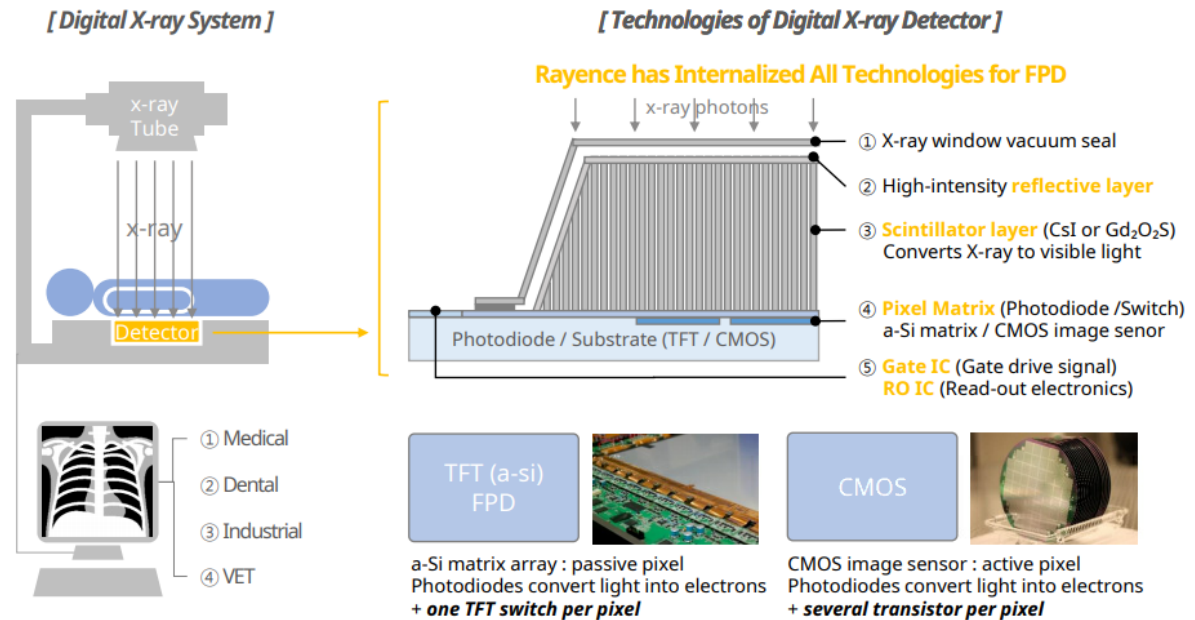 [ Digital X-ray System ]
[ Technologies of Digital X-ray Detector ]
Rayence has Internalized All Technologies for FPD
x-ray
Tube
x-ray
Detector
① Medical
② Dental
③ Industrial
④ VET
x-ray photons
① X-ray window vacuum seal
② High-intensity reflective layer
③ Scintillator layer (CsI or Gd₂O₂S)
Converts X-ray to visible light
④ Pixel Matrix (Photodiode /Switch)
a-Si matrix / CMOS image senor
⑤ Gate IC (Gate drive signal)
RO IC (Read-out electronics)
Photodiode / Substrate (TFT / CMOS)
TFT (a-si)
FPD
a-Si matrix array : passive pixel
Photodiodes convert light into electrons
+ one TFT switch per pixel
CMOS
CMOS image sensor : active pixel
Photodiodes convert light into electrons
+ several transistor per pixel